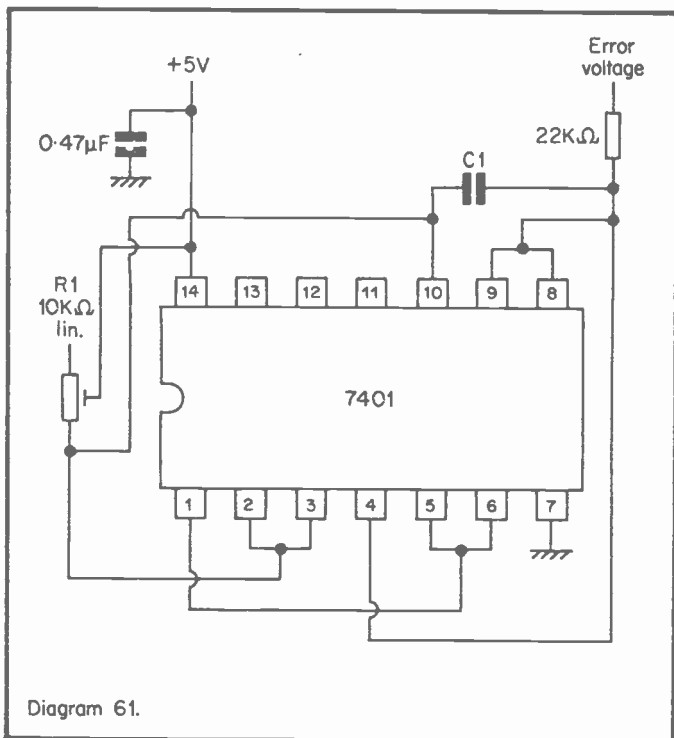 +5V
Error
voltage
0·47µF
22KΩ
C1
R1
10KΩ
lin.
14 13 12 11 10 9 8
7401
1 2 3 4 5 6 7
Diagram 61.